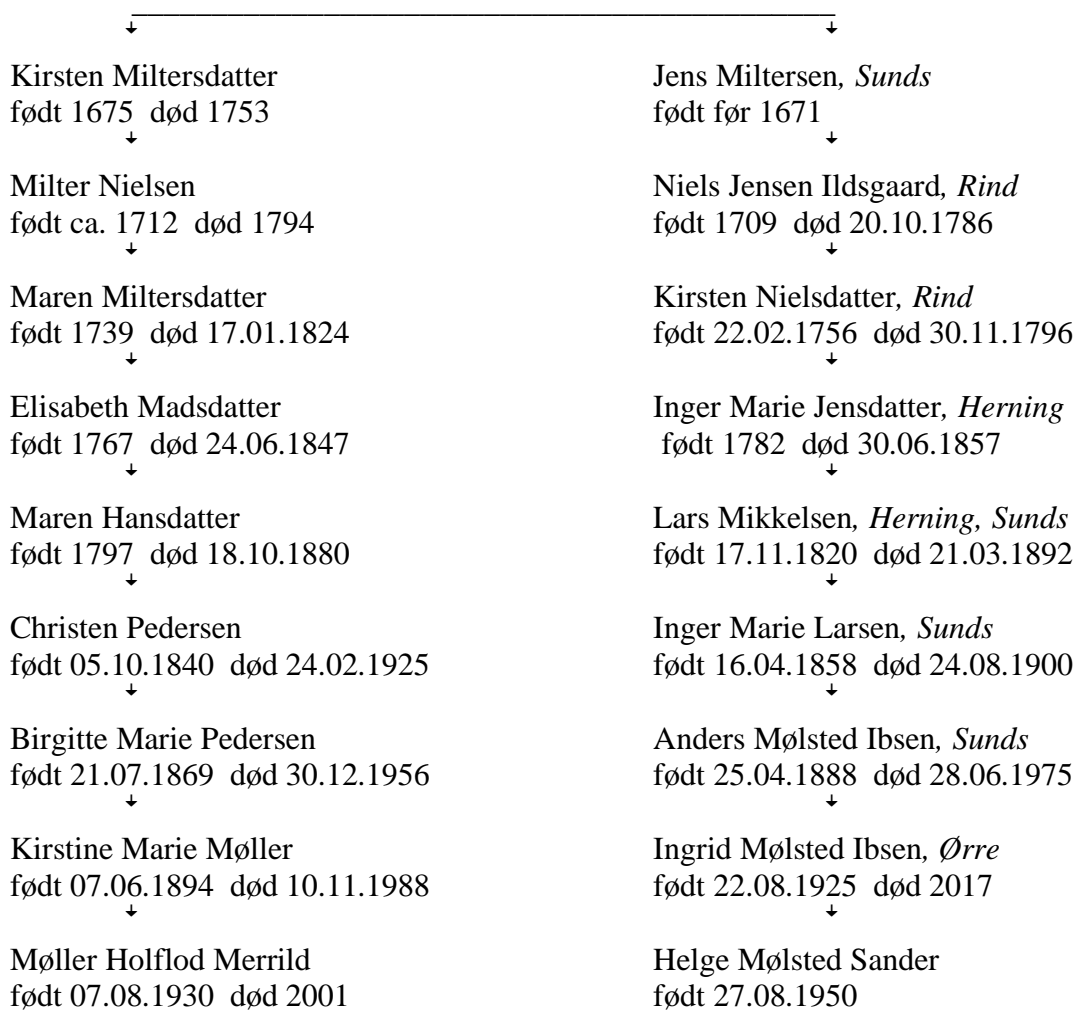 Kirsten Miltersdatter
født 1675  død 1753
Milter Nielsen
født ca. 1712  død 1794
Maren Miltersdatter
født 1739  død 17.01.1824
Elisabeth Madsdatter
født 1767  død 24.06.1847
Maren Hansdatter
født 1797  død 18.10.1880
Christen Pedersen
født 05.10.1840  død 24.02.1925
Birgitte Marie Pedersen
født 21.07.1869  død 30.12.1956
Kirstine Marie Møller
født 07.06.1894  død 10.11.1988
Møller Holflod Merrild
født 07.08.1930  død 2001
Jens Miltersen, Sunds
født før 1671
Niels Jensen Ildsgaard, Rind
født 1709  død 20.10.1786
Kirsten Nielsdatter, Rind
født 22.02.1756  død 30.11.1796
Inger Marie Jensdatter, Herning
født 1782  død 30.06.1857
Lars Mikkelsen, Herning, Sunds
født 17.11.1820  død 21.03.1892
Inger Marie Larsen, Sunds
født 16.04.1858  død 24.08.1900
Anders Mølsted Ibsen, Sunds
født 25.04.1888  død 28.06.1975
Ingrid Mølsted Ibsen, Ørre
født 22.08.1925  død 2017
Helge Mølsted Sander
født 27.08.1950